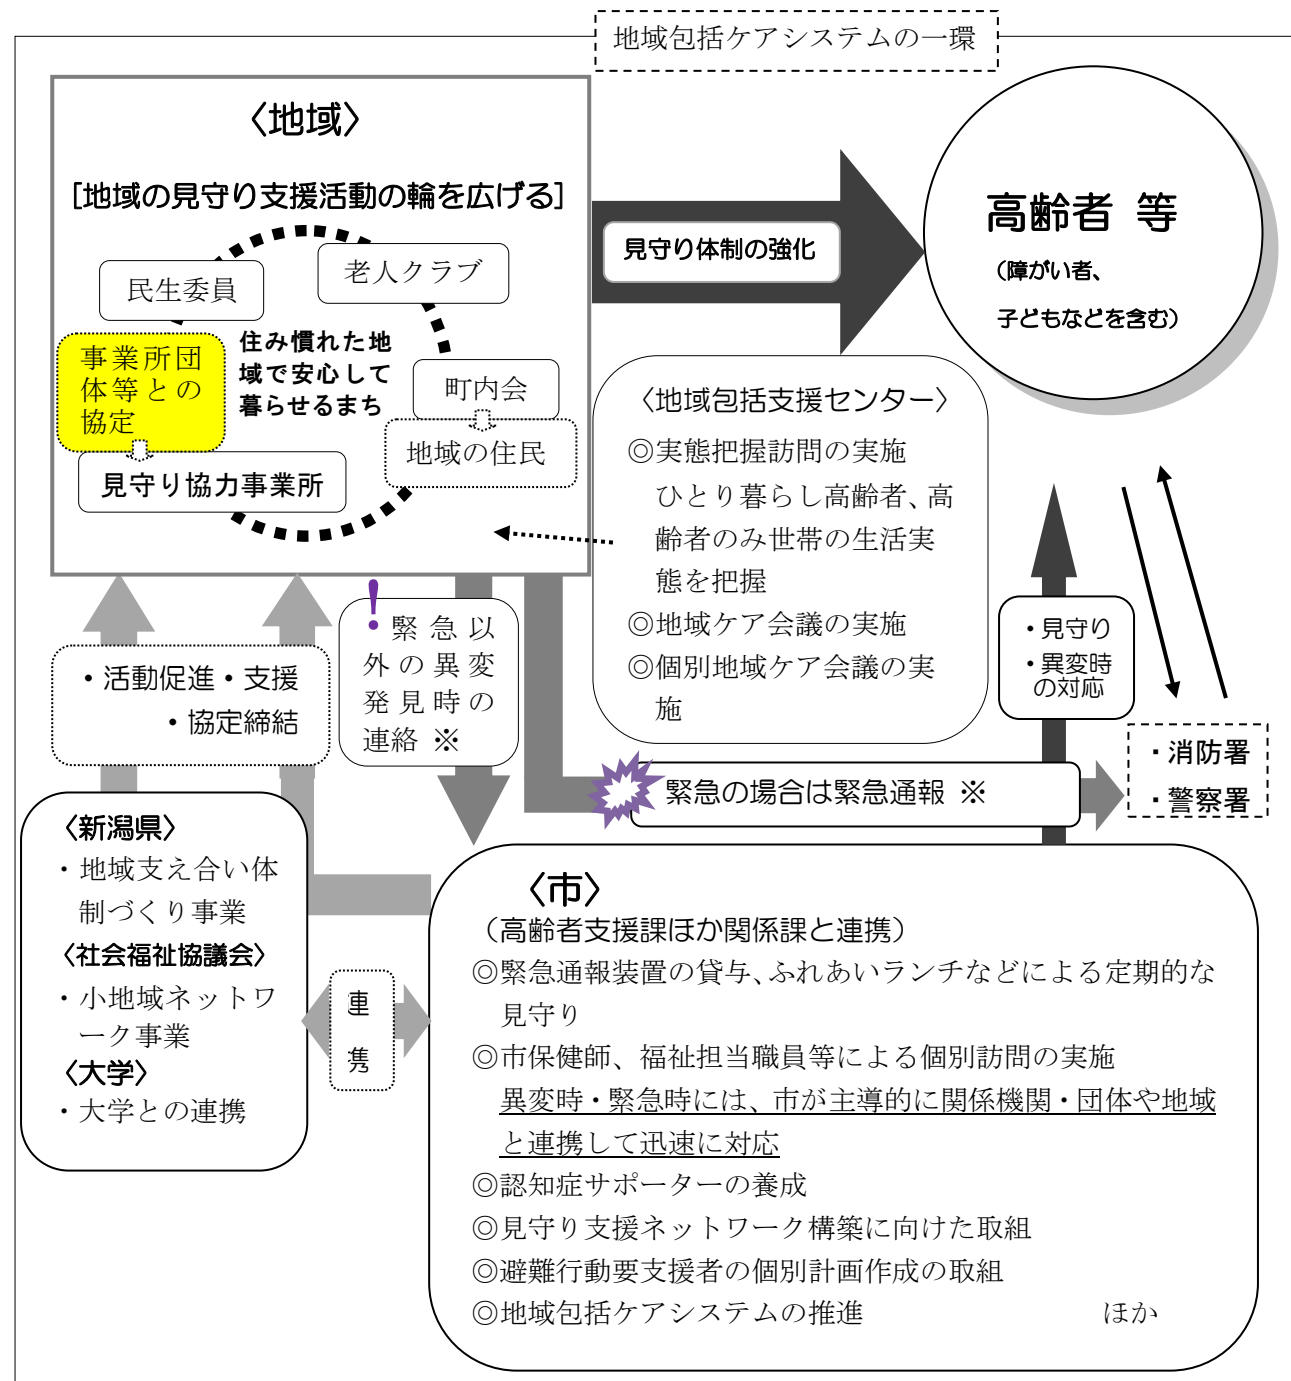 地域包括ケアシステムの一環
〈地域〉
[地域の見守り支援活動の輪を広げる]
民生委員
老人クラブ
事業所団
体等との
協定
住み慣れた地
域で安心して
暮らせるまち
町内会
地域の住民
見守り協力事業所
見守り体制の強化
高齢者 等
（障がい者、
子どもなどを含む）
〈地域包括支援センター〉
◎実態把握訪問の実施
ひとり暮らし高齢者、高
齢者のみ世帯の生活実
態を把握
◎地域ケア会議の実施
◎個別地域ケア会議の実
施
・活動促進・支援
・協定締結
！
緊急以
外の異変
発見時の
連絡 ※
・見守り
・異変時
の対応
緊急の場合は緊急通報 ※
・消防署
・警察署
〈新潟県〉
・地域支え合い体
制づくり事業
〈社会福祉協議会〉
・小地域ネットワ
ーク事業
〈大学〉
・大学との連携
連
携
〈市〉
（高齢者支援課ほか関係課と連携）
◎緊急通報装置の貸与、ふれあいランチなどによる定期的な
見守り
◎市保健師、福祉担当職員等による個別訪問の実施
異変時・緊急時には、市が主導的に関係機関・団体や地域
と連携して迅速に対応
◎認知症サポーターの養成
◎見守り支援ネットワーク構築に向けた取組
◎避難行動要支援者の個別計画作成の取組
◎地域包括ケアシステムの推進 ほか